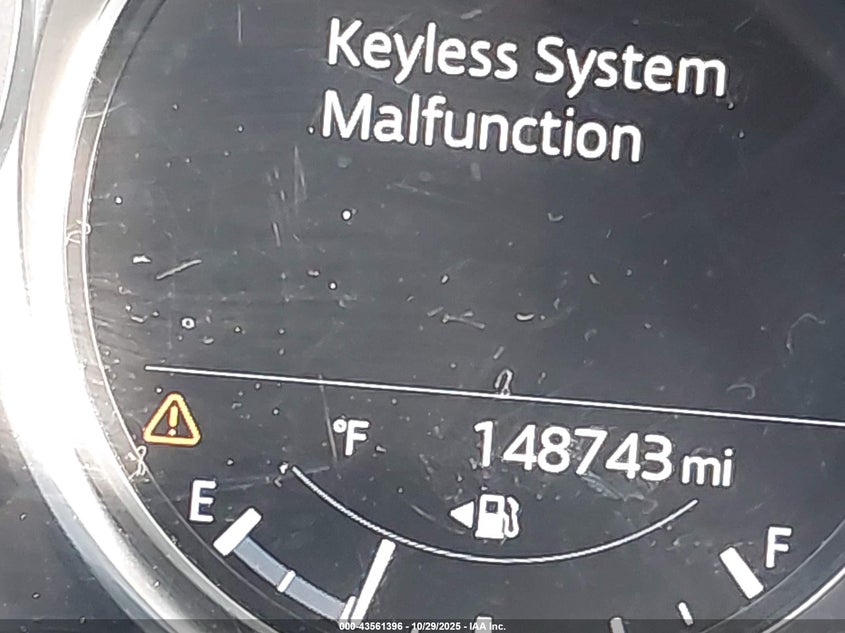 Keyless System
Malfunction
°F 148743 mi
E
F
000-43561396 - 10/29/2025 - IAA Inc.